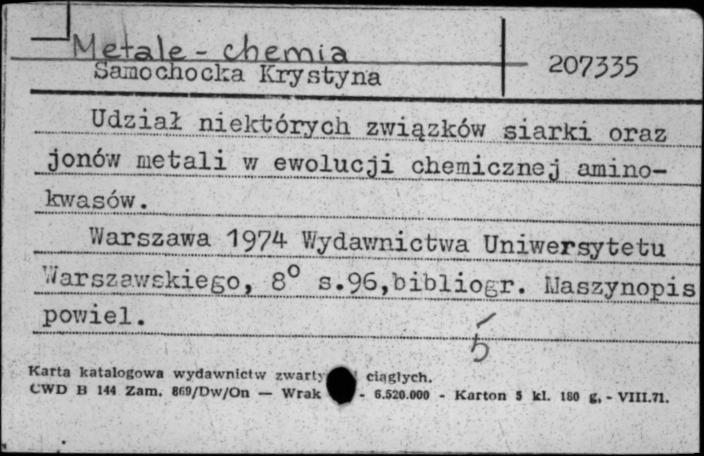 Metale - chemia
Samochocka Krystyna
207335
Udział niektórych związków siarki oraz
jonów metali w ewolucji chemicznej amino-
kwasów.
Warszawa 1974 Wydawnictwa Uniwersytetu
Warszawskiego, 8° s.96,bibliogr. Maszynopis
powiel.
5
Karta katalogowa wydawnictw ciągłych.
CWD B 144 Zam. 869/Dw/On — Wrak - 6.520.000 - Karton 5 kl. 180 g. - VIII.71.